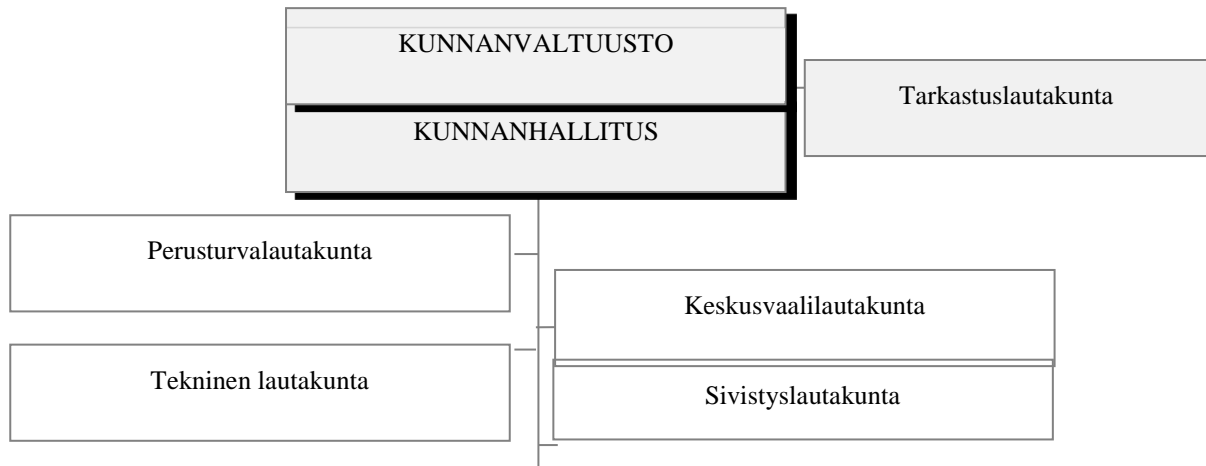 KUNNANVALTUUSTO
Tarkastuslautakunta
KUNNANHALLITUS
Perusturvalautakunta
Keskusvaalilautakunta
Tekninen lautakunta
Sivistyslautakunta